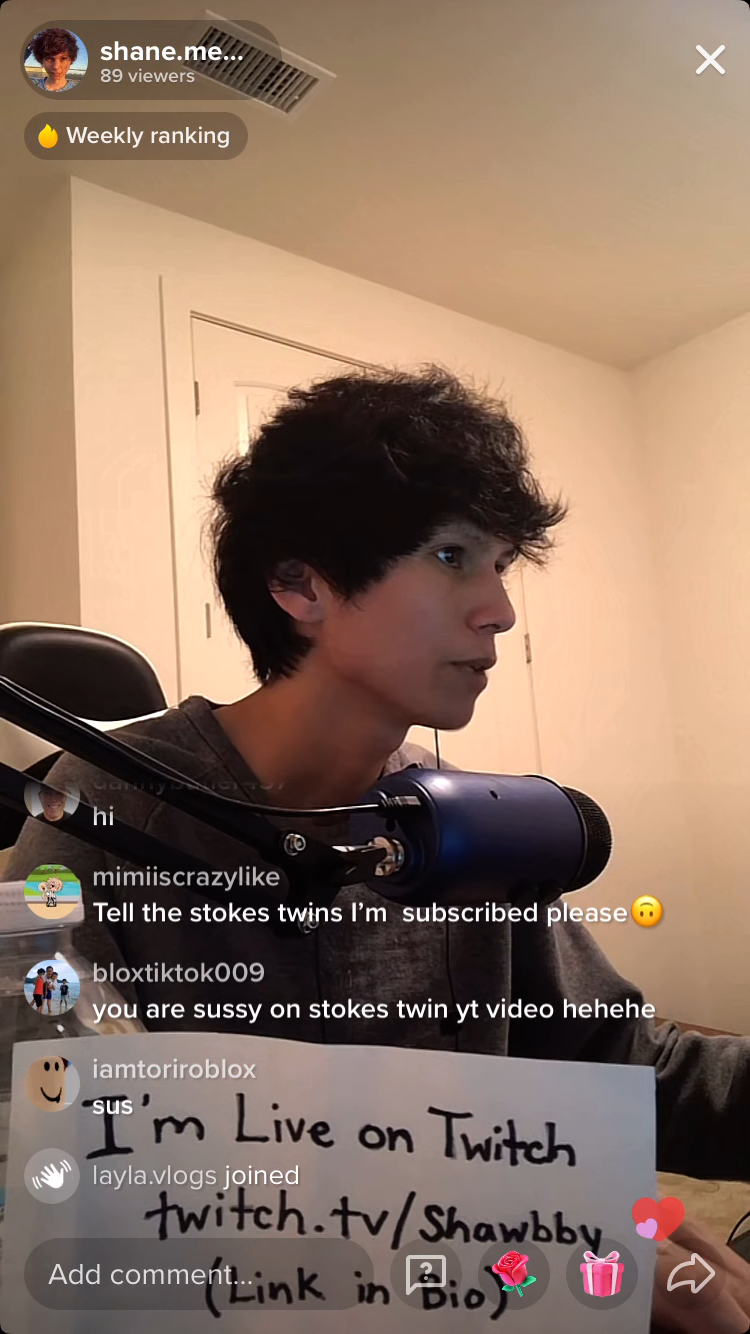 shane.me...
89 viewers
Weekly ranking
hi
mimiiscrazylike
Tell the stokes twins I'm subscribed please🙃
bloxtiktok009
you are sussy on stokes twin yt video hehehe
iamtoriroblox
sus
I'm Live on Twitch
layla.vlogs joined
twitch.tv/Shawbby
Add comment...
(Link in Bio)